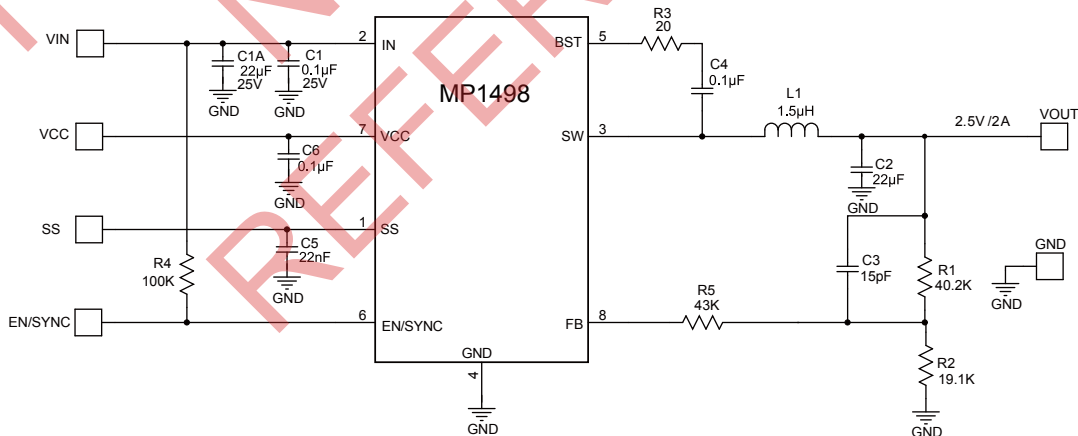 VIN
VCC
SS
EN/SYNC
R4
100K
C1A
22µF
25V
GND
C1
0.1µF
25V
GND
C6
0.1µF
GND
C5
22nF
GND
2
7
1
6
IN
VCC
SS
EN/SYNC
MP1498
BST
SW
FB
GND
4
GND
5
3
8
R3
20
C4
0.1µF
L1
1.5µH
2.5V/2A
VOUT
C2
22µF
GND
C3
15pF
R1
40.2K
GND
GND
R5
43K
R2
19.1K
GND
REFER